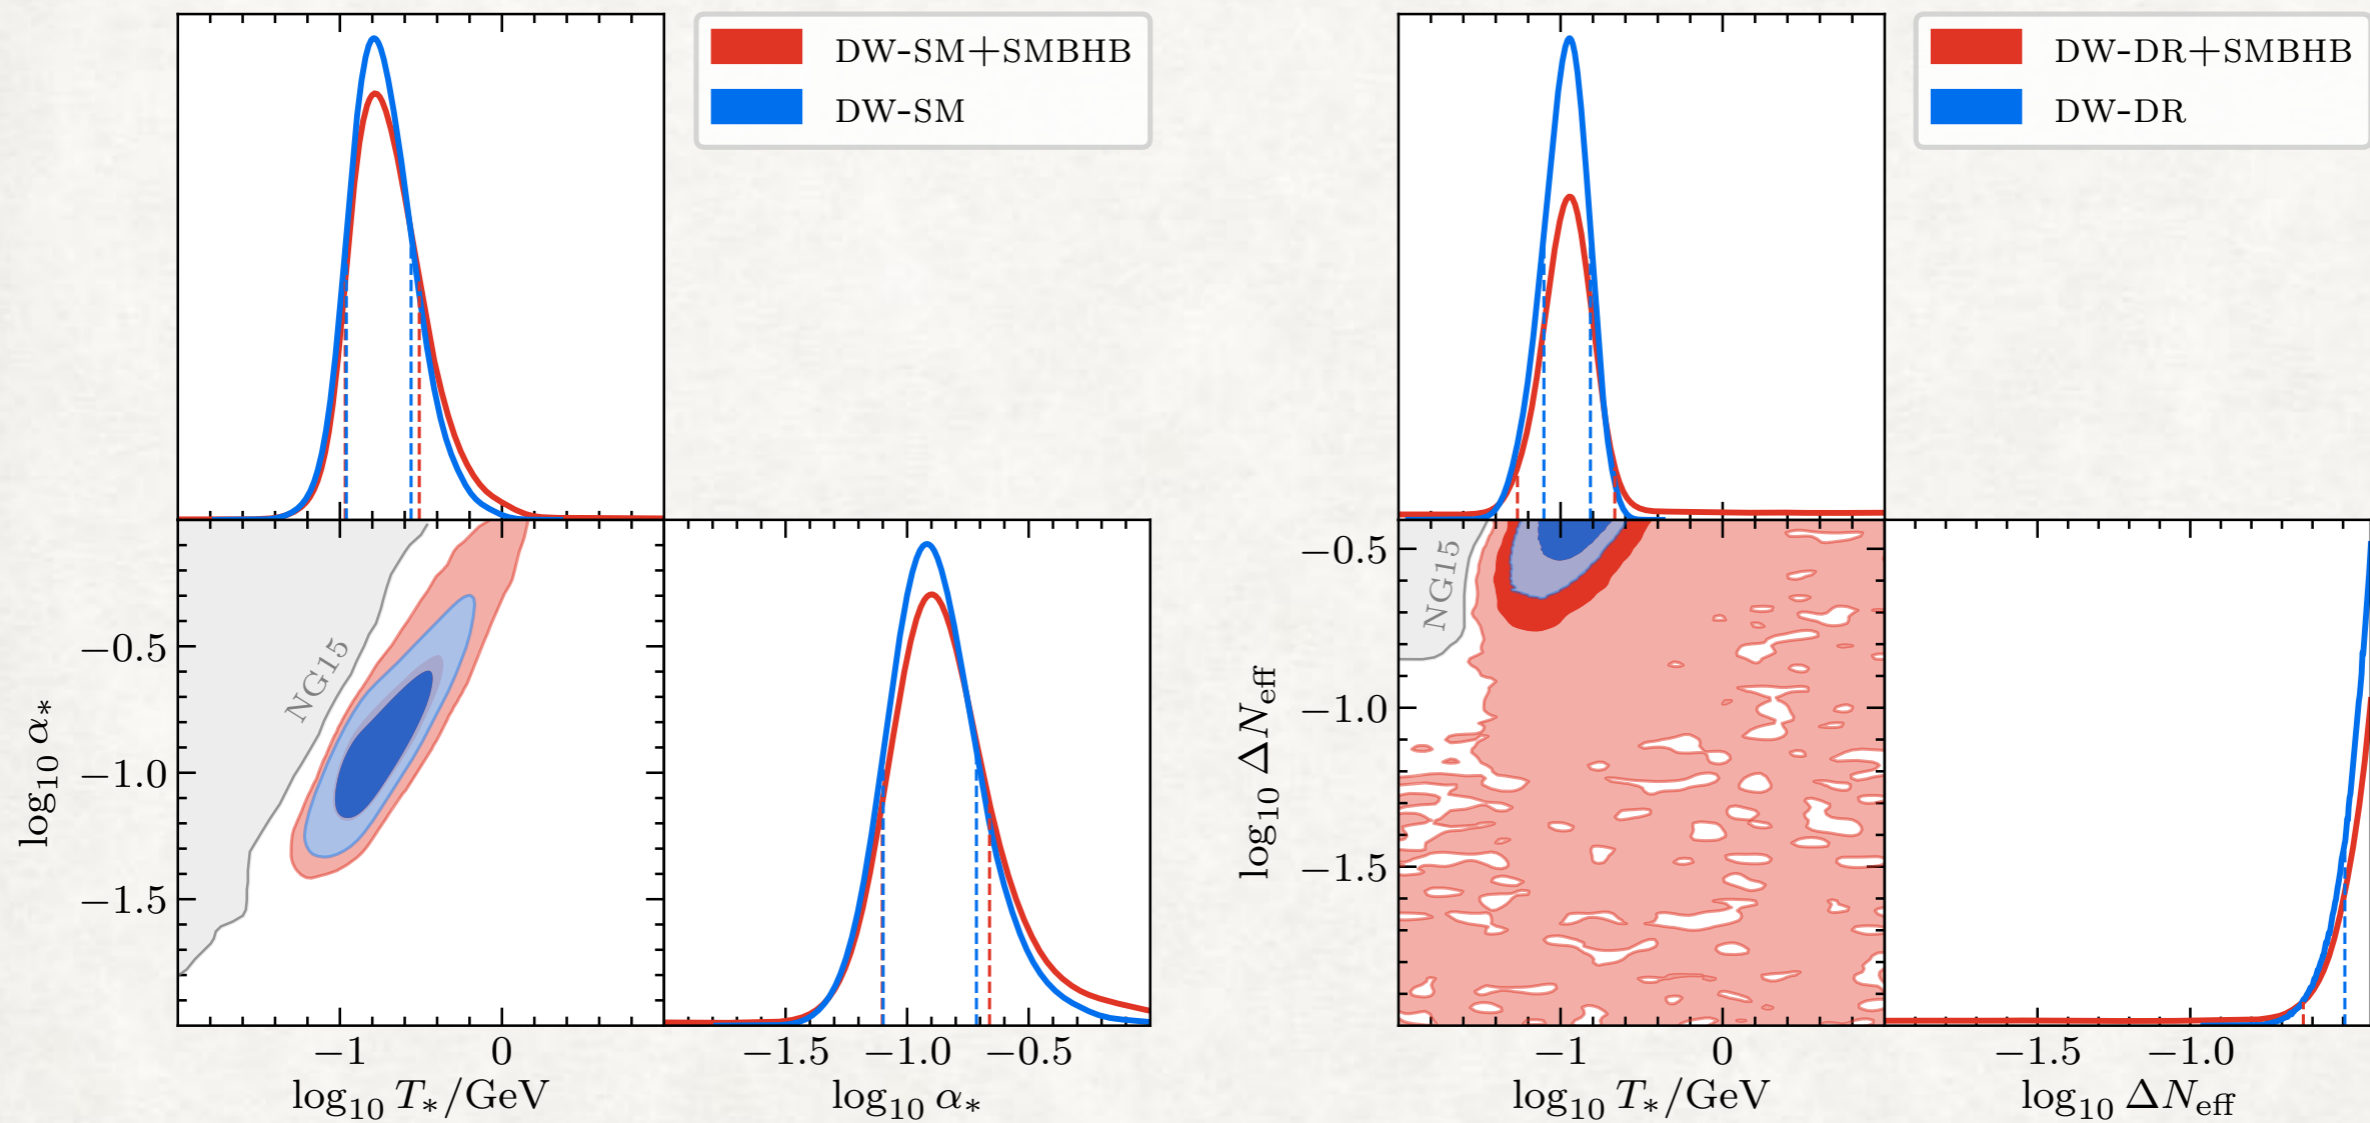 DW-SM+SMBHB
DW-SM
NG15
−0.5
−1.0
−1.5
log₁₀ α∗
−1 0
log₁₀ T∗/GeV
−1.5 −1.0 −0.5
log₁₀ α∗
DW-DR+SMBHB
DW-DR
NG15
−0.5
−1.0
−1.5
log₁₀ ΔN_eff
−1 0
log₁₀ T∗/GeV
−1.5 −1.0
log₁₀ ΔN_eff